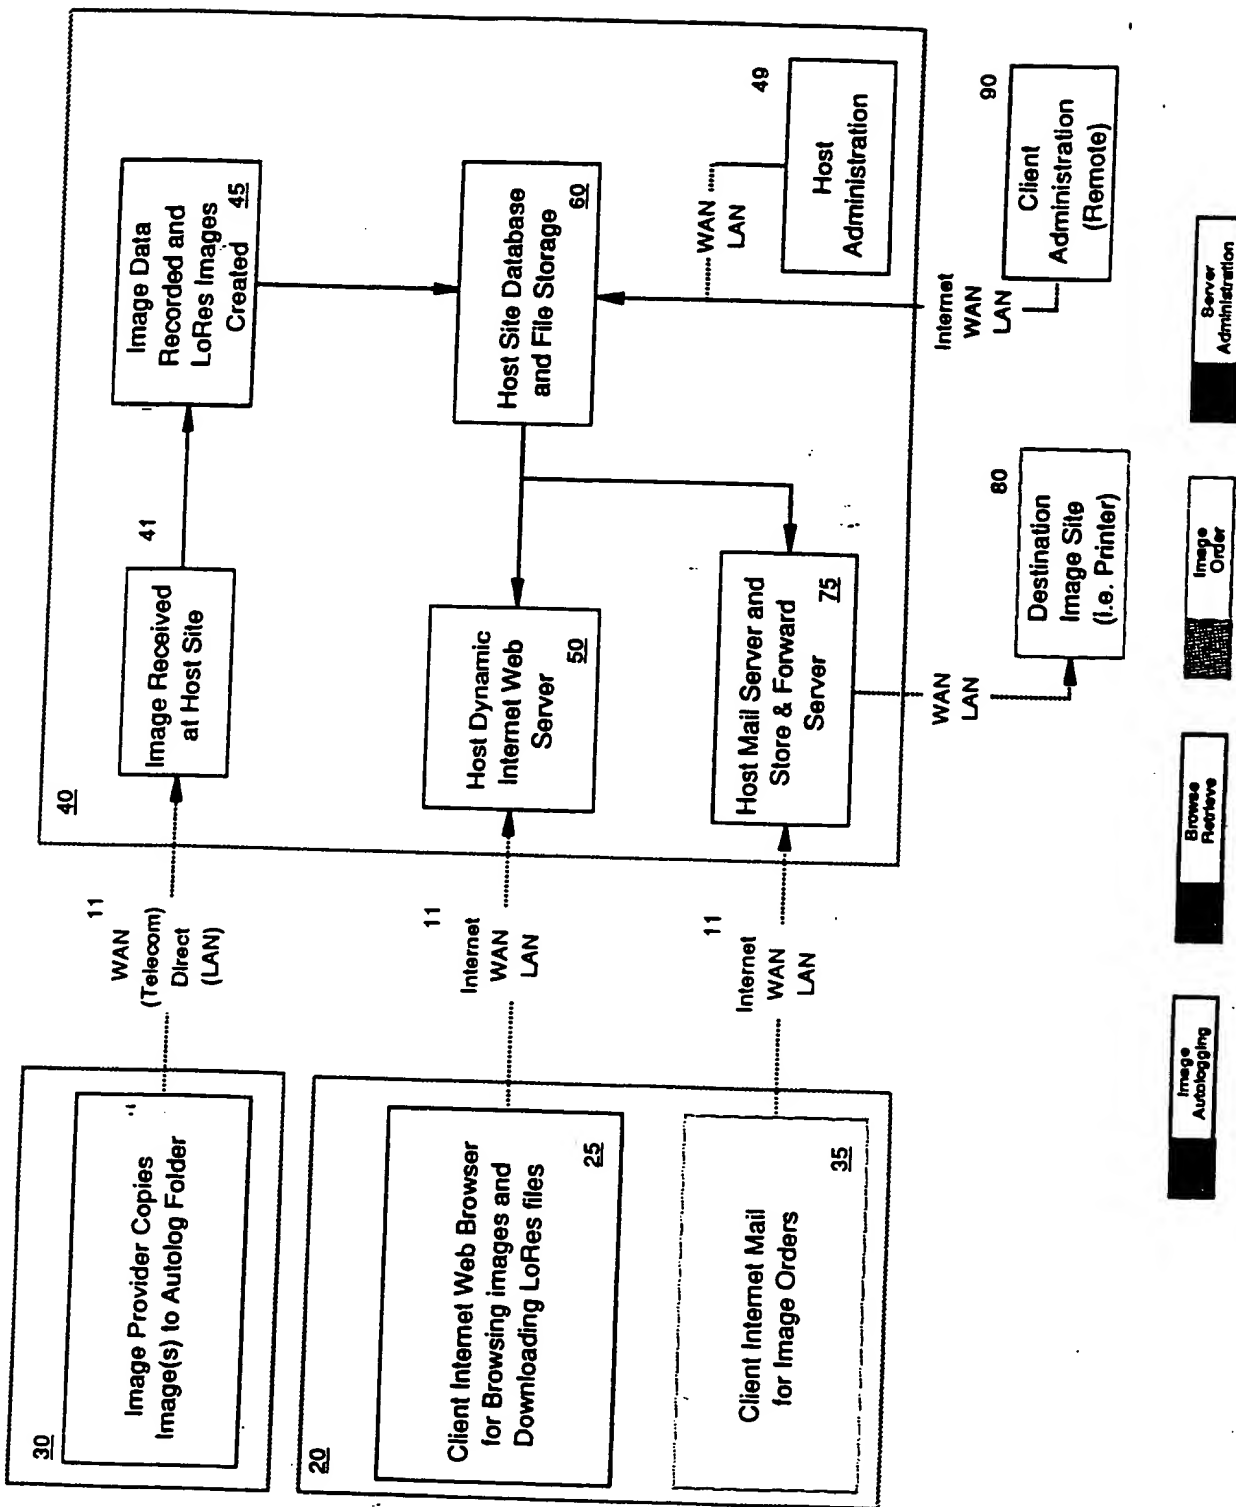 30
Image Provider Copies
Image(s) to Autolog Folder
11
WAN
(Telecom)
Direct
(LAN)
40
Image Received
at Host Site
41
Image Data
Recorded and
LoRes Images
Created
45
20
Client Internet Web Browser
for Browsing images and
Downloading LoRes files
25
11
Internet
WAN
LAN
Host Dynamic
Internet Web
Server
50
Host Site Database
and File Storage
60
Client Internet Mail
for Image Orders
35
11
Internet
WAN
LAN
Host Mail Server and
Store & Forward
Server
75
WAN
LAN
49
Host
Administration
WAN
LAN
80
Destination
Image Site
(i.e. Printer)
Internet
WAN
LAN
90
Client
Administration
(Remote)
Image
Autologging
Browse
Retrieve
Image
Order
Server
Administration